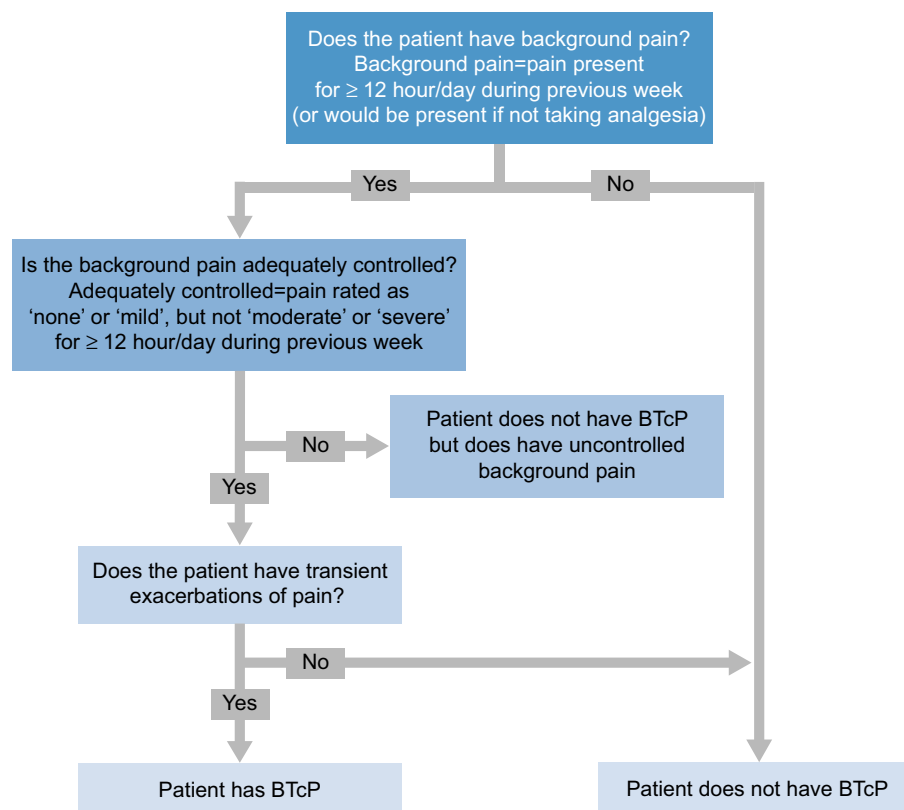 Does the patient have background pain?
Background pain=pain present
for ≥ 12 hour/day during previous week
(or would be present if not taking analgesia)
Yes
No
Is the background pain adequately controlled?
Adequately controlled=pain rated as
‘none’ or ‘mild’, but not ‘moderate’ or ‘severe’
for ≥ 12 hour/day during previous week
No
Patient does not have BTcP
but does have uncontrolled
background pain
Yes
Does the patient have transient
exacerbations of pain?
No
Yes
Patient has BTcP
Patient does not have BTcP